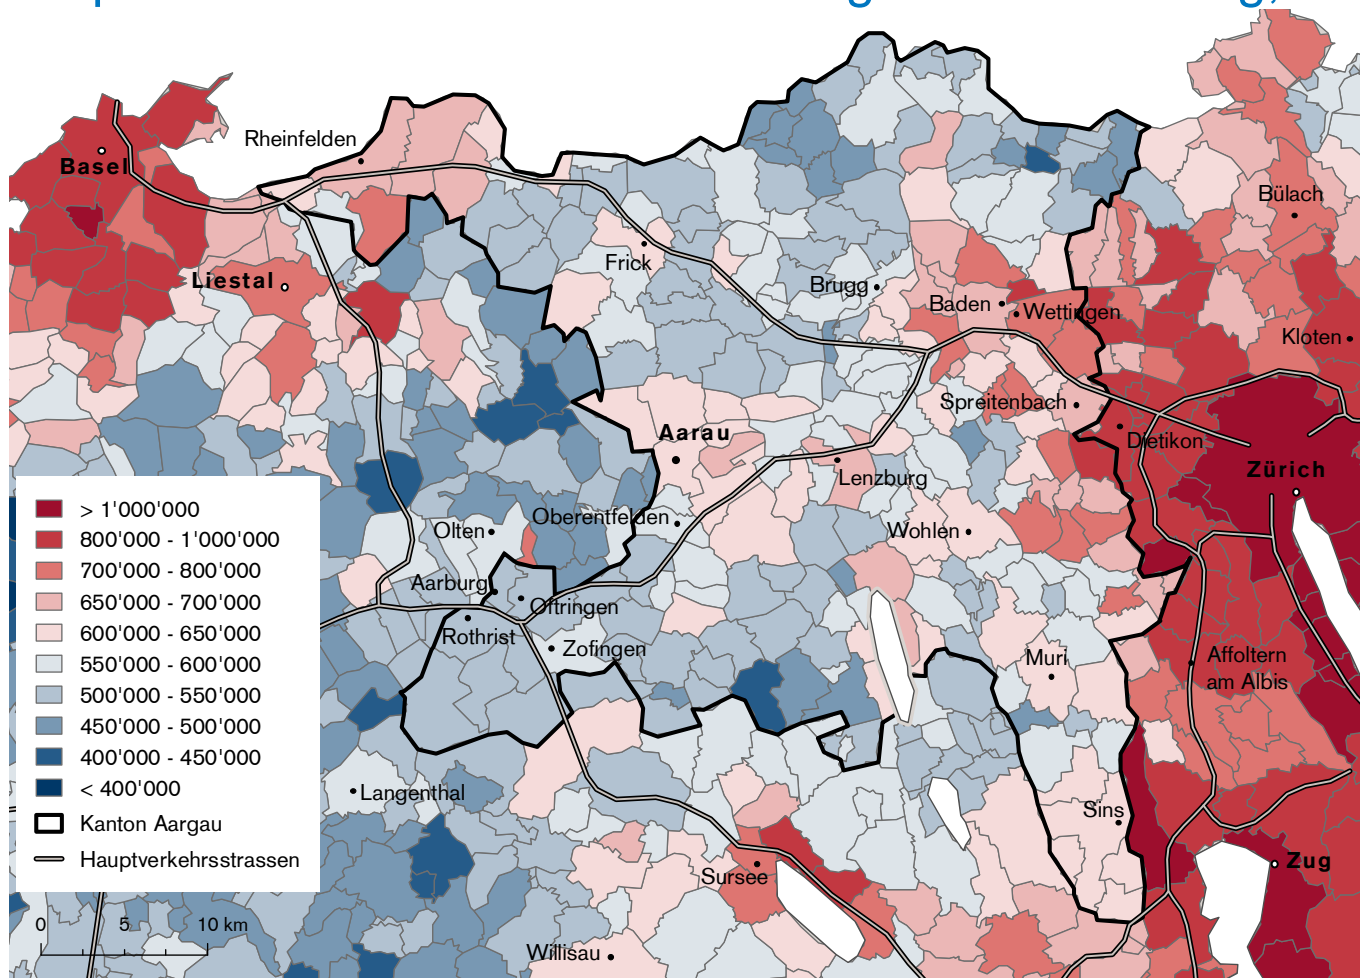 Rheinfelden
Basel
Bülach
Liestal
Frick
Brugg
Baden
Wettingen
Kloten
Spreitenbach
Aarau
Dietikon
Zürich
Lenzburg
Oberentfelden
Olten
Wohlen
Aarburg
Oftringen
Rothrist
Zofingen
Muri
Affoltern
am Albis
Langenthal
Sins
Sursee
Zug
Willisau
> 1'000'000
800'000 - 1'000'000
700'000 - 800'000
650'000 - 700'000
600'000 - 650'000
550'000 - 600'000
500'000 - 550'000
450'000 - 500'000
400'000 - 450'000
< 400'000
Kanton Aargau
Hauptverkehrsstrassen
0 5 10 km